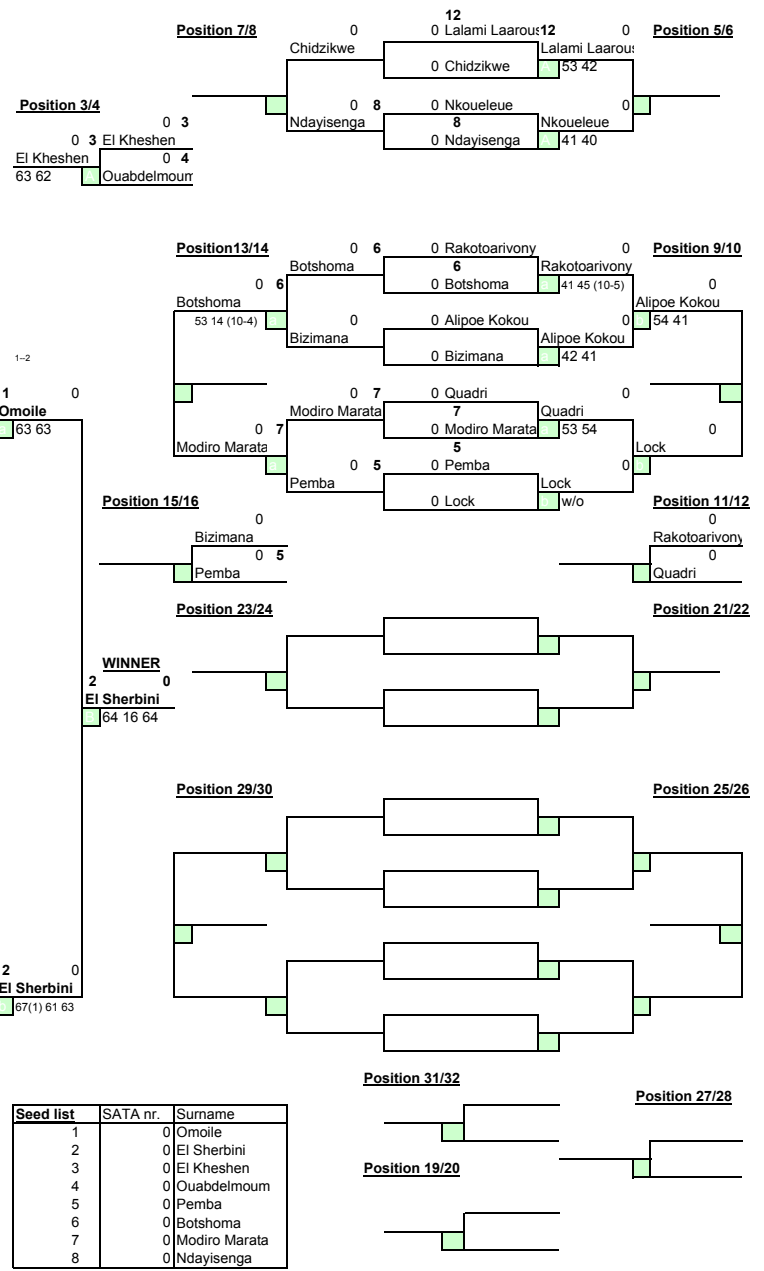 12
Position 7/8 0 0 Lalami Laarous 12 0 Position 5/6
Chidzikwe Lalami Laarous
0 Chidzikwe A 53 42
Position 3/4 0 8 0 Nkoueleue 0
0 3 Ndayisenga 8 Nkoueleue
0 3 El Kheshen 0 Ndayisenga A 41 40
El Kheshen 0 4
63 62 A Ouabdelmoum
Position13/14 0 6 0 Rakotoarivony 0 Position 9/10
Botshoma 6 Rakotoarivony
0 6 0 Botshoma 41 45 (10-5) 0
Botshoma Alipoe Kokou
53 14 (10-4) 0 0 Alipoe Kokou 0 54 41
Bizimana Alipoe Kokou
1--2 0 Bizimana 42 41
1 0 0 7 0 Quadri 0
Omoile Modiro Marata 7 Quadri
63 63 0 7 0 Modiro Marata 53 54 0
Modiro Marata 5 Lock
0 5 0 Pemba 0
Pemba Lock
Position 15/16 0 Lock w/o Position 11/12
0 0
Bizimana Rakotoarivony
0 5 0
Pemba Quadri
Position 23/24 Position 21/22
WINNER
2 0
El Sherbini
B 64 16 64
Position 29/30 Position 25/26
2 0
El Sherbini
67(1) 61 63
Position 31/32
Position 27/28
Seed list SATA nr. Surname
1 0 Omoile
2 0 El Sherbini
3 0 El Kheshen
Position 19/20
4 0 Ouabdelmoum
5 0 Pemba
6 0 Botshoma
7 0 Modiro Marata
8 0 Ndayisenga